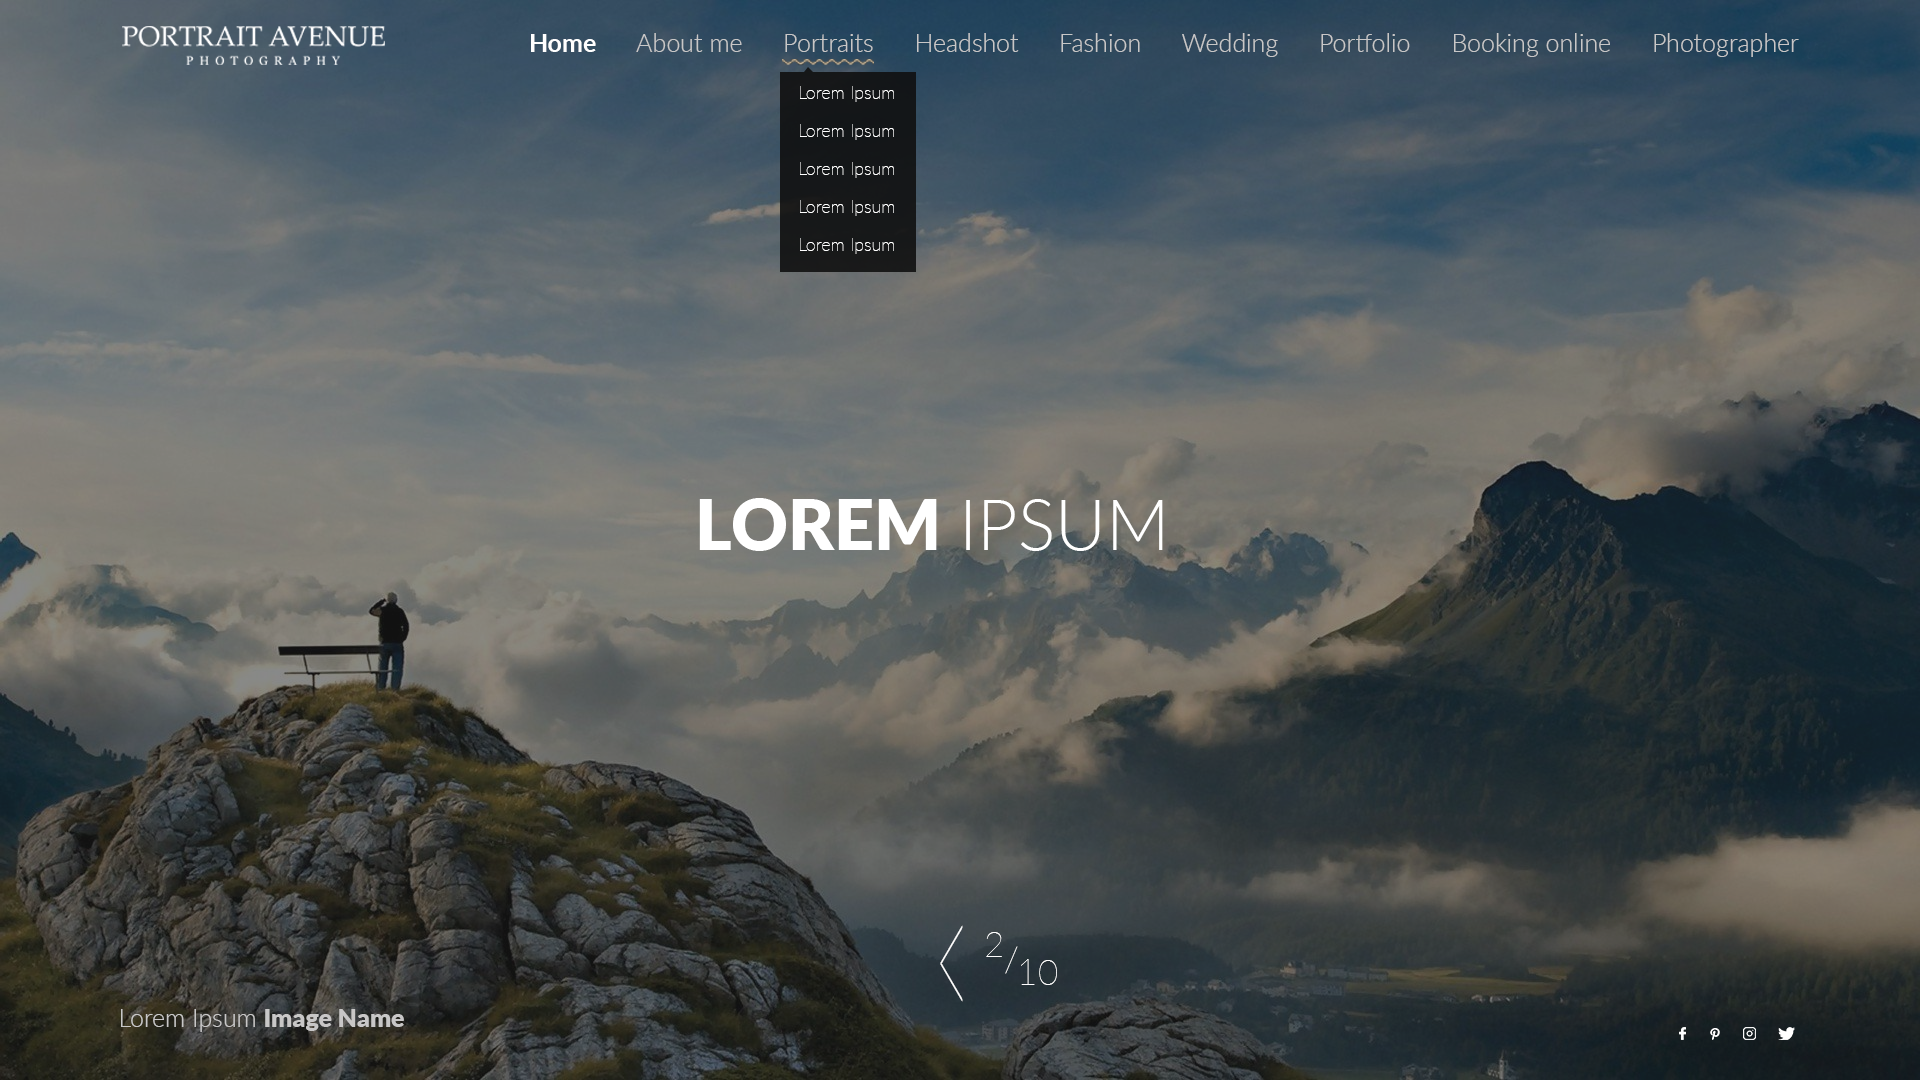 PORTRAIT AVENUE
PHOTOGRAPHY
Home About me Portraits Headshot Fashion Wedding Portfolio Booking online Photographer
Lorem Ipsum
Lorem Ipsum
Lorem Ipsum
Lorem Ipsum
Lorem Ipsum
LOREM IPSUM
2/10
Lorem Ipsum Image Name